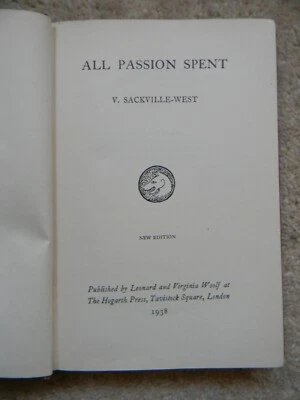 ALL PASSION SPENT
V. SACKVILLE-WEST
NEW EDITION
Published by Leonard and Virginia Woolf at
The Hogarth Press, Tavistock Square, London
1938